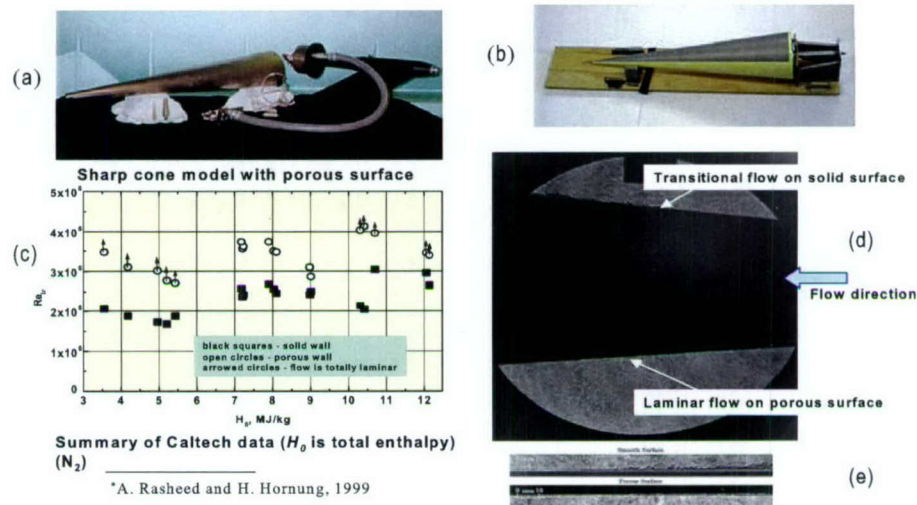 (a)
(b)
Sharp cone model with porous surface
(c)
5x10⁶
4x10⁶
3x10⁶
2x10⁶
1x10⁶
0
Re_tr
black squares - solid wall
open circles - porous wall
arrowed circles - flow is totally laminar
3 4 5 6 7 8 9 10 11 12
H₀, MJ/kg
Summary of Caltech data (H₀ is total enthalpy)
(N₂)
*A. Rasheed and H. Hornung, 1999
Transitional flow on solid surface
(d)
Flow direction
Laminar flow on porous surface
Smooth Surface
Porous Surface
(e)